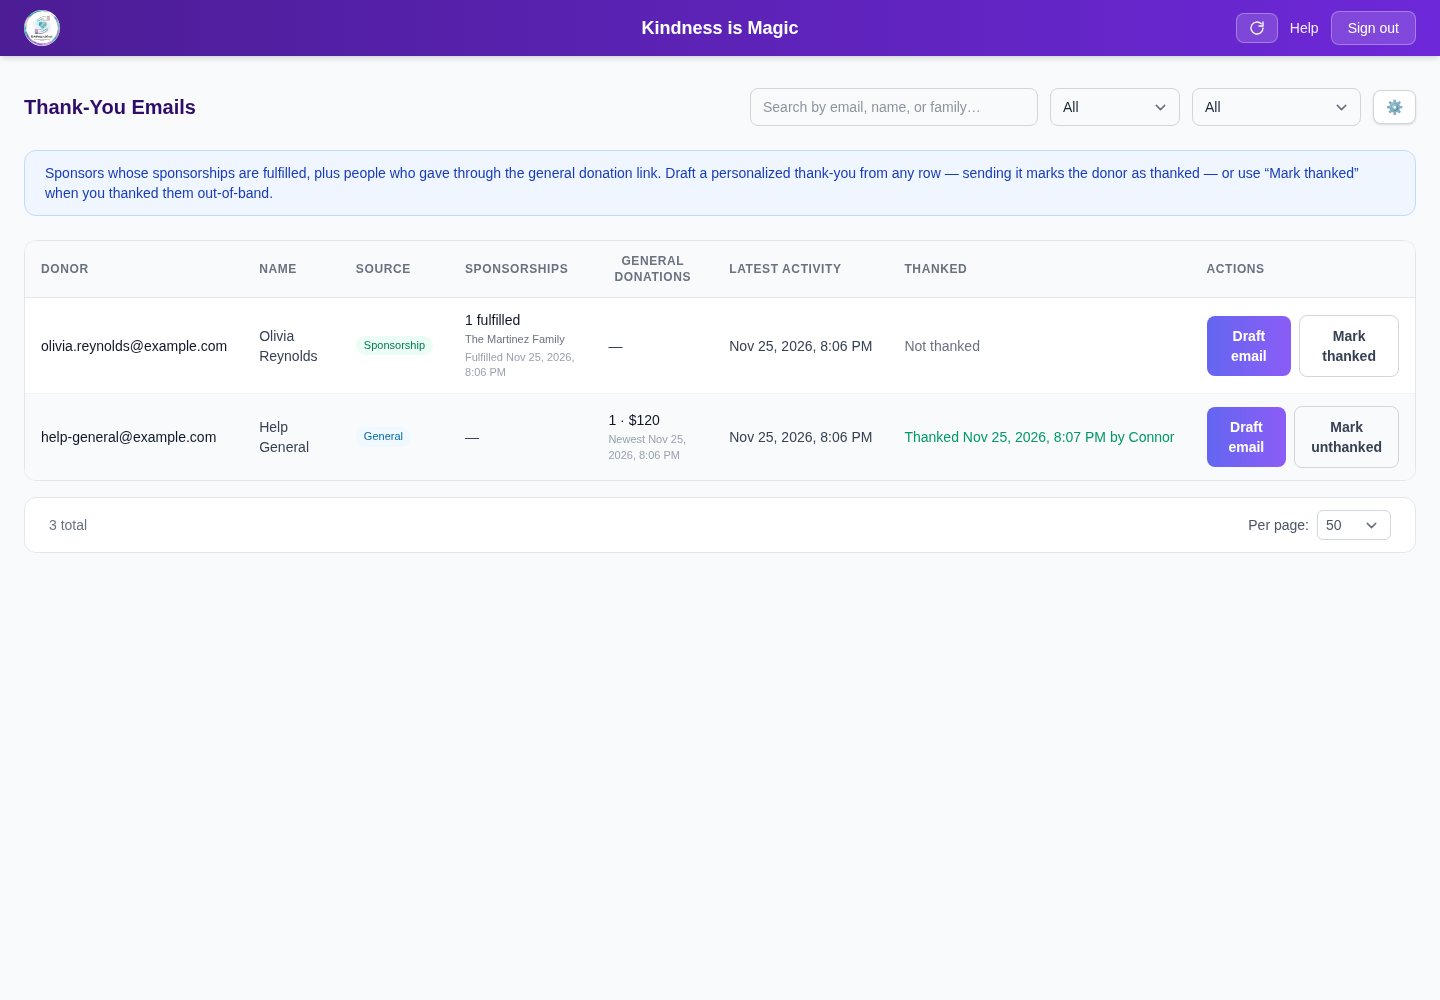 Kindness is Magic
Help
Sign out
Thank-You Emails
Search by email, name, or family…
All
All
Sponsors whose sponsorships are fulfilled, plus people who gave through the general donation link. Draft a personalized thank-you from any row — sending it marks the donor as thanked — or use “Mark thanked”
when you thanked them out-of-band.
DONOR
NAME
SOURCE
SPONSORSHIPS
GENERAL
DONATIONS
LATEST ACTIVITY
THANKED
ACTIONS
olivia.reynolds@example.com
Olivia
Reynolds
Sponsorship
1 fulfilled
The Martinez Family
Fulfilled Nov 25, 2026,
8:06 PM
—
Nov 25, 2026, 8:06 PM
Not thanked
Draft
email
Mark
thanked
help-general@example.com
Help
General
General
—
1 · $120
Newest Nov 25,
2026, 8:06 PM
Nov 25, 2026, 8:06 PM
Thanked Nov 25, 2026, 8:07 PM by Connor
Draft
email
Mark
unthanked
3 total
Per page:
50